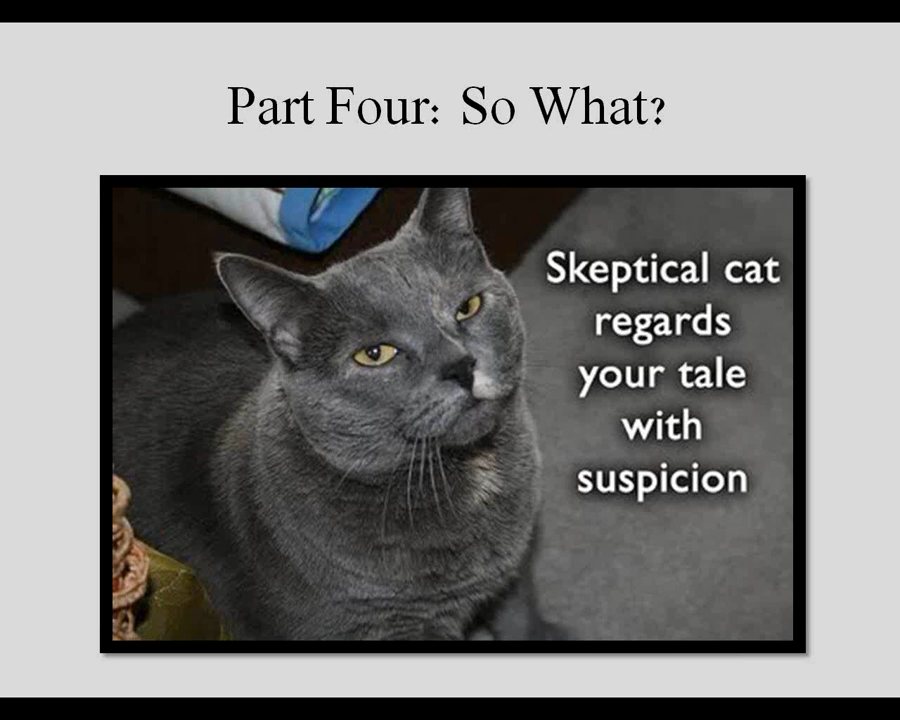 Part Four: So What?
Skeptical cat
regards
your tale
with
suspicion